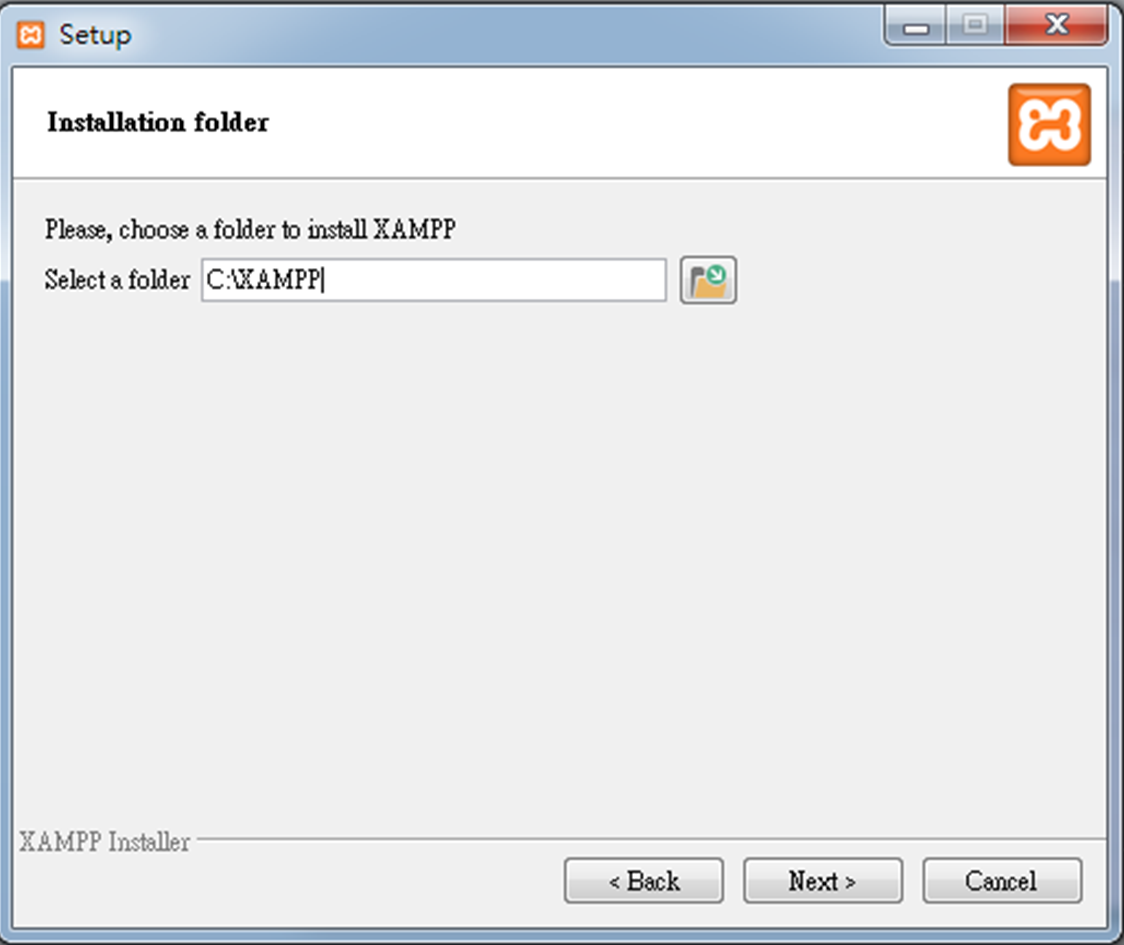 Setup
Installation folder
Please, choose a folder to install XAMPP
Select a folder C:\XAMPP
XAMPP Installer
< Back Next > Cancel